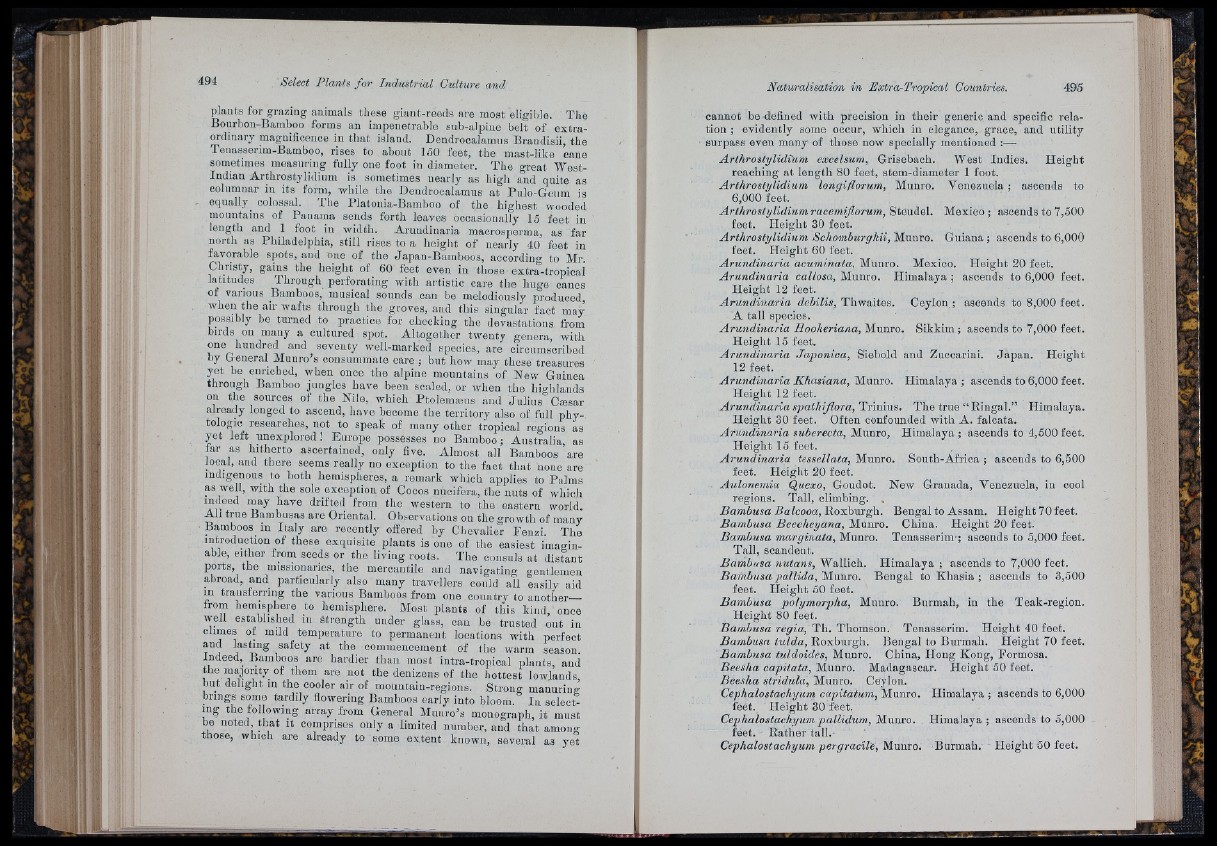 494 Select Plants for Industrial Culture and
plants for grazing animals these giant-reeds are most eligible. The
Bourbon-Bamboo forms an impenetrable sub-alpine belt of extra-
ordinary magnificence in that island. Dendrocalamus Brandisii, the
Tenasserim-Bamboo, rises to about 150 feet, the mast-like cane
sometimes measuring fully one foot in diameter. The great West-
Indian Arthrostylidium is sometimes nearly as high and quite as
columnar in its form, while the Dendrocalamus at Pulo-Geum is
equally colossal. The Platonia-Bamboo of the highest wooded
mountains of Panama sends forth leaves occasionally 15 feet in
length and 1 foot in width. Arundinaria macrosperma, as far
north as Philadelphia, still rises to a height of nearly 40 feet in
favorable spots, and one of the Japan-Bamboos, according to Mr.
Christy, gains the height of 60 feet even in those extra-tropical
latitudes Through perforating with artistic care the huge canes
of various Bamboos, musical sounds can be melodiously produced,
when the air wafts through the groves, and this singular fact may
possibly be turned to practice for checking the devastations from
birds on many a cultured spot. Altogether twenty genera, with
one hundred and seventy well-marked species, are circumscribed
by General Munro's consummate care ; but how may these treasures
yet be enriched, when once the alpine mountains of New Guinea
through Bamboo jungles have been scaled, or when the highlands
on the sources of the Nile, which Ptolemæus and Julius Cæsar
already longed to ascend, have become the territory also of full phy-
tologic researches, not to speak of many other tropical regions as
yet left unexplored! Europe possesses no Bamboo ; Australia, as
far as hitherto ascertained, only five. Almost all Bamboos are
local, and there seems really no exception to the fact that none are
indigenous to both hemispheres, a remark which applies to Palms
as well, with the sole exception of Cocos nucifera, the nuts of which
indeed may have drifted from the western to the eastern world.
All true Bambusas are Oriental. Observations on the growth of many
Bamboos in Italy are recently offered by Chevalier Fenzi. The
introduction of these exquisite plants is one of the easiest imagin-
able, either from seeds or the living roots. The consuls at distant
ports, the missionaries, the mercantile and navigating gentlemen
abroad, and particularly also many travellers could all easily aid
in transferring the various Bamboos from one country to another—
from hemisphere to hemisphere. Most plants of this kind, once
well established in strength under glass, can be trusted out in
climes of mild temperature to permanent locations with perfect
and lasting safety at the commencement of the warm season.
Indeed, Bamboos are hardier than most intra-tropical plants, and
the majority of them are not the denizens of the hottest lowlands,
but delight in the cooler air of mountain-regions. Strong manuring
brings some tardily flowering Bamboos early into bloom. In select-
ing the following array from General Munro's monograph, it must
be noted, that it comprises only a limited number, and that among
those, which are already to some extent known, several as yet
Naturalisation in Extra-Tropical Countries. 495
cannot be defined with precision in their generic and specific rela-
tion ; evidently some occur, which in elegance, grace, and utility
surpass even many of those now specially mentioned :—
Arthrostylidium excelsum, Grisebach. West Indies. Height
reaching at length 80 feet, stem-diameter 1 foot.
Arthrostylidium longiflorum, Munro. Venezuela ; ascends to
6,000 feet.
Arthrostylidium racemiflorum, Steudel. Mexico ; ascends to 7,500
feet. Height 30 feet.
Arthrostylidium Schomburghii, Munro. Guiana ; ascends to 6,000
feet. Height 60 feet.
Arundinaria acuminata, Munro. Mexico. Height 20 feet.
Arundinaria callosa, Munro. Himalaya ; ascends to 6,000 feet.
Height 12 feet.
Arundinaria debilis, Thwaites. Ceylon ; ascends to 8,000 feet.
A tall species.
Arundinaria Hookeriana, Munro. Sikkim ; ascends to 7,000 feet.
Height 15 feet.
Arundinaria Japonica, Siebold and Zuccarini. Japan. Height
12 feet.
Arundinaria Khasiana, Munro. Himalaya ; ascends to 6,000 feet.
Height 12 feet.
Arundinaria spathiflora, Trinius. The true "Ringal." Himalaya.
Height 30 feet. Often confounded with A. falcata.
Arundinaria suberecta, Munro, Himalaya ; ascends to 4,500 feet.
Height 15 feet.
Arundinaria tessellata, Munro. South-Africa ; ascends to 6,500
feet. Height 20 feet.
Aulonemia Quexo, Goudot. New Granada, Venezuela, in cool
regions. Tall, climbing.
Bambusa Balcooa, Roxburgh. Bengal to Assam. Height 70 feet.
Bambusa Beecheyana, Munro. China. Height 20 feet.
Bambusa marginata, Munro. Tenasserim; ascends to 5,000 feet.
Tall, scandent.
Bambusa nutans, Wallich. Himalaya ; ascends to 7,000 feet.
Bambusa pallida, Munro. Bengal to Khasia ; ascends to 3,500
feet. Height 50 feet.
Bambusa polymorpha, Munro. Burmah, in the Teak-region.
Height 80 feet.
Bambusa regia, Th. Thomson. Tenasserim. Height 40 feet.
Bambusa tulda, Roxburgh. Bengal to Burmah. Height 70 feet.
Bambusa tuldoides, Munro. China, Hong Kong, Formosa.
Beesha capitata, Munro. Madagascar. Height 50 feet.
Beesha stridula, Munro. Ceylon.
Cephalostachyum capitatum, Munro. Himalaya ; ascends to 6,000
feet. Height 30 feet.
Cephalostachyum pallidum, Munro. Himalaya ; ascends to 5,000
feet. Rather tall.
Cephalostachyum pergracile, Munro. Burmah. Height 50 feet.